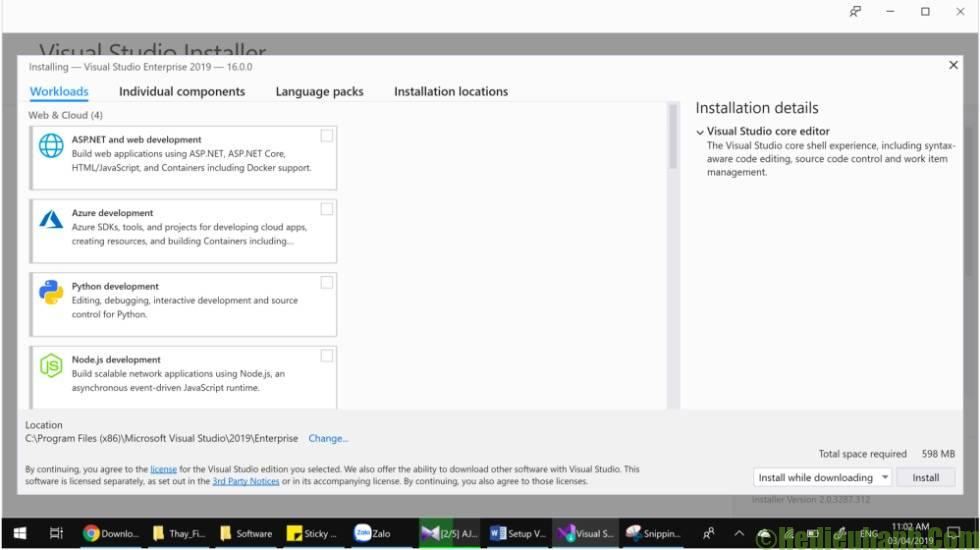 Visual Studio Installer
Installing — Visual Studio Enterprise 2019 — 16.0.0
Workloads
Individual components
Language packs
Installation locations
Web & Cloud (4)
ASP.NET and web development
Build web applications using ASP.NET, ASP.NET Core,
HTML/JavaScript, and Containers including Docker support.
Azure development
Azure SDKs, tools, and projects for developing cloud apps,
creating resources, and building Containers including...
Python development
Editing, debugging, interactive development and source
control for Python.
Node.js development
Build scalable network applications using Node.js, an
asynchronous event-driven JavaScript runtime.
Installation details
Visual Studio core editor
The Visual Studio core shell experience, including syntax-
aware code editing, source code control and work item
management.
Location
C:\Program Files (x86)\Microsoft Visual Studio\2019\Enterprise
Change...
By continuing, you agree to the license for the Visual Studio edition you selected. We also offer the ability to download other software with Visual Studio. This
software is licensed separately, as set out in the 3rd Party Notices or in its accompanying license. By continuing, you also agree to those licenses.
Total space required 598 MB
Install while downloading
Install
Installer Version 2.0.3287.312
Downlo...
Thay_Fi...
Software
Sticky ...
Zalo
Zalo
[2/5] AJ...
Setup V...
Visual S...
Snippin...
ENG
11:02 AM
03/04/2019